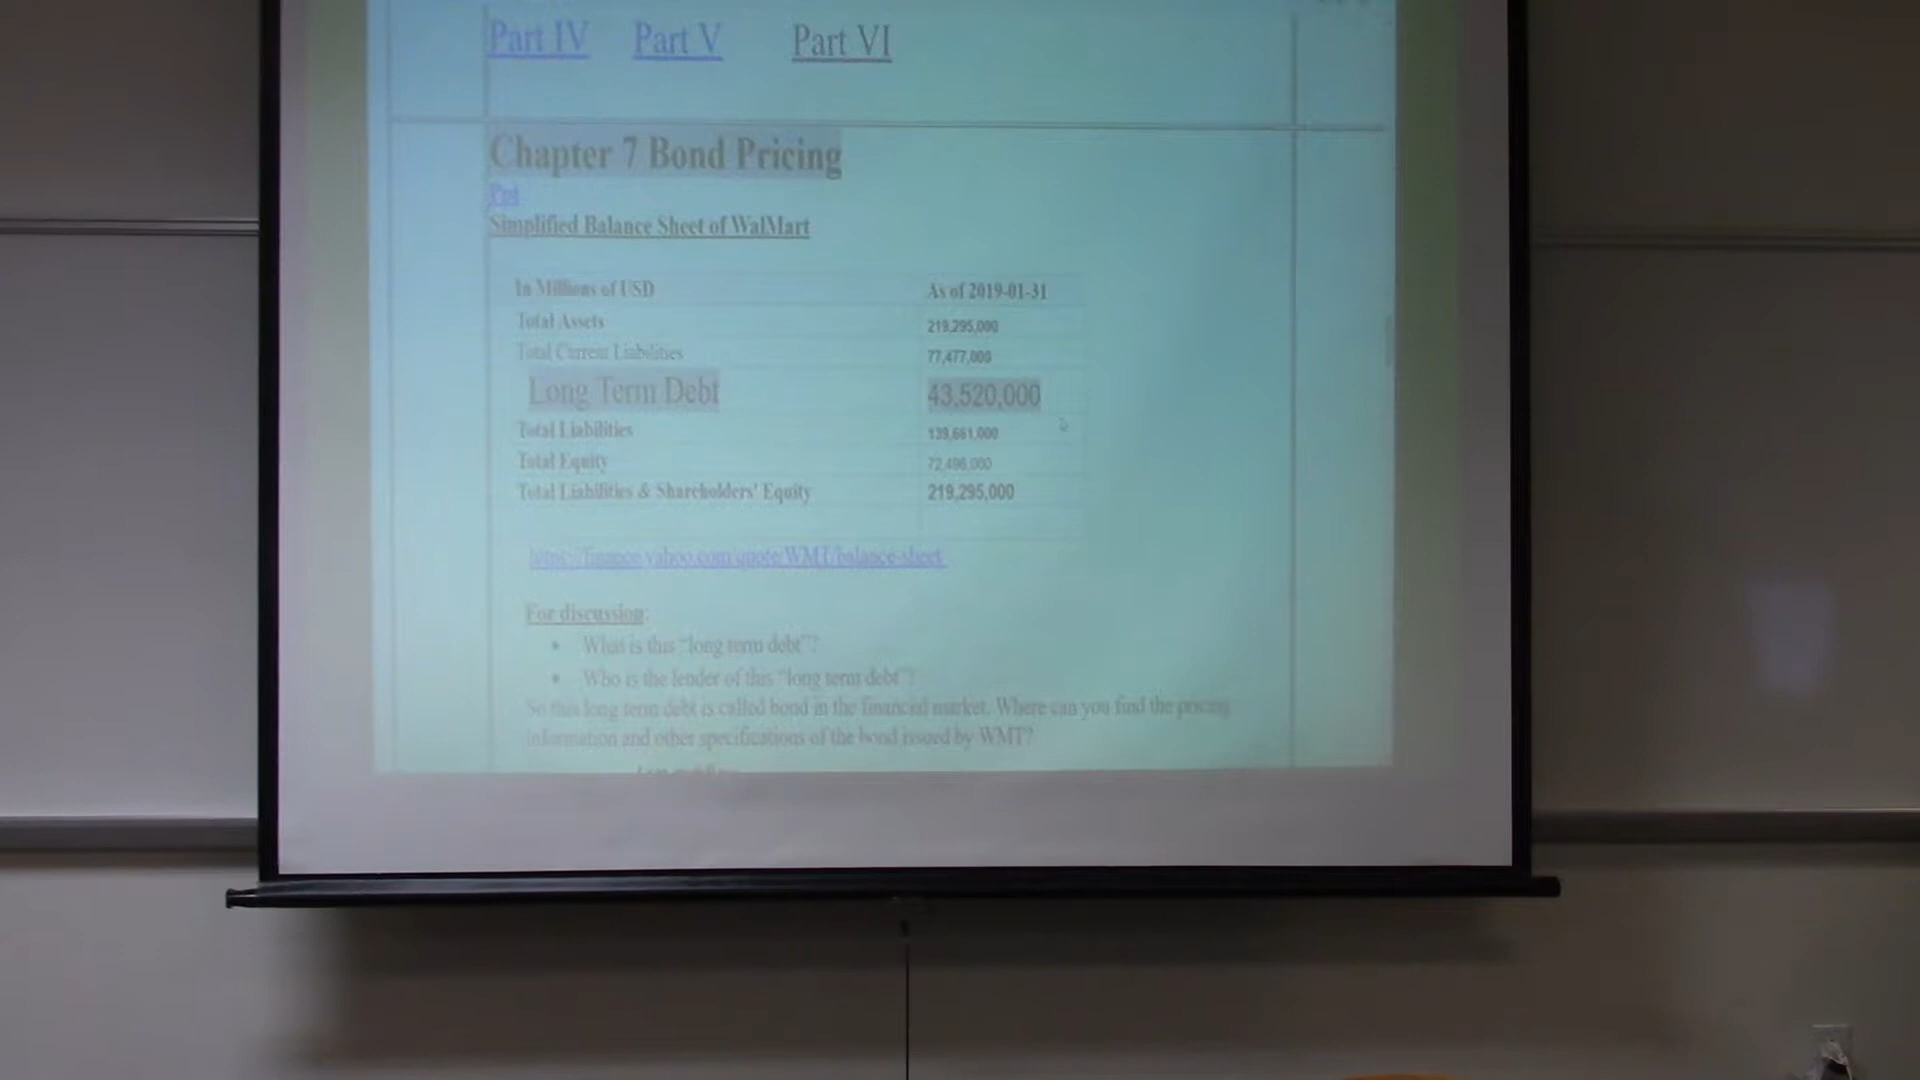 Part IV Part V Part VI
Chapter 7 Bond Pricing
Ppt
Simplified Balance Sheet of WalMart
In Millions of USD As of 2019-01-31
Total Assets 219,295,000
Total Current Liabilities 77,477,000
Long Term Debt 43,520,000
Total Liabilities 139,661,000
Total Equity 72,496,000
Total Liabilities & Shareholders' Equity 219,295,000
https://finance.yahoo.com/quote/WMT/balance-sheet
For discussion:
• What is this "long term debt"?
• Who is the lender of this "long term debt"?
So this long term debt is called bond in the financial market. Where can you find the pricing
information and other specifications of the bond issued by WMT?